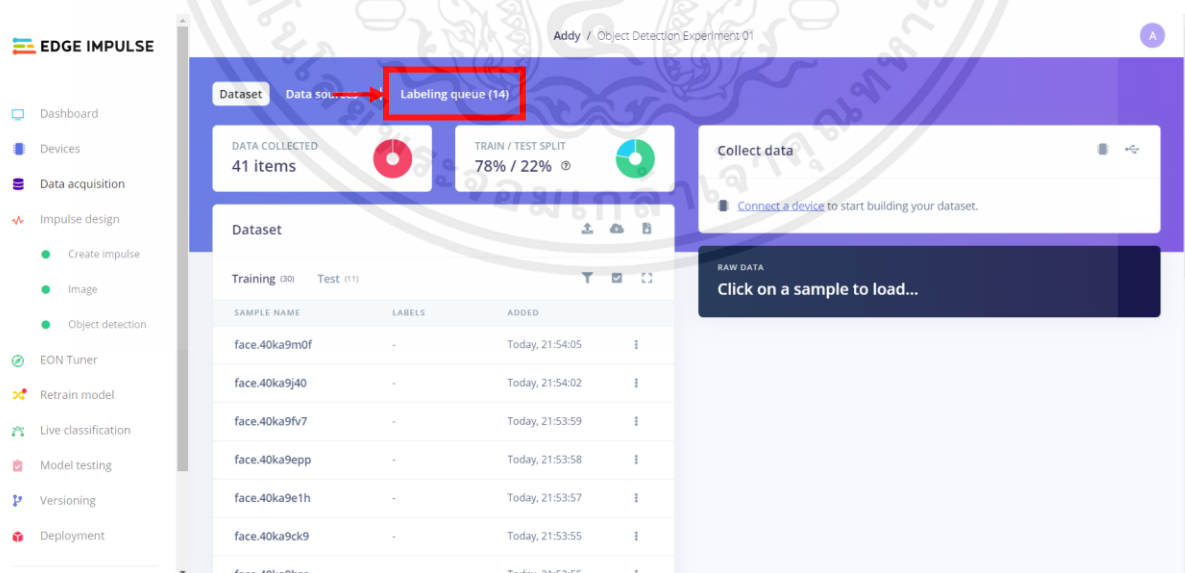 EDGE IMPULSE
Dashboard
Devices
Data acquisition
Impulse design
Create impulse
Image
Object detection
EON Tuner
Retrain model
Live classification
Model testing
Versioning
Deployment
Addy / Object Detection Experiment 01
A
Dataset
Data sources
Labeling queue (14)
DATA COLLECTED
41 items
TRAIN / TEST SPLIT
78% / 22%
Dataset
Training (30) Test (11)
SAMPLE NAME LABELS ADDED
face.40ka9m0f - Today, 21:54:05
face.40ka9j40 - Today, 21:54:02
face.40ka9fv7 - Today, 21:53:59
face.40ka9epp - Today, 21:53:58
face.40ka9e1h - Today, 21:53:57
face.40ka9ck9 - Today, 21:53:55
Collect data
Connect a device to start building your dataset.
RAW DATA
Click on a sample to load...